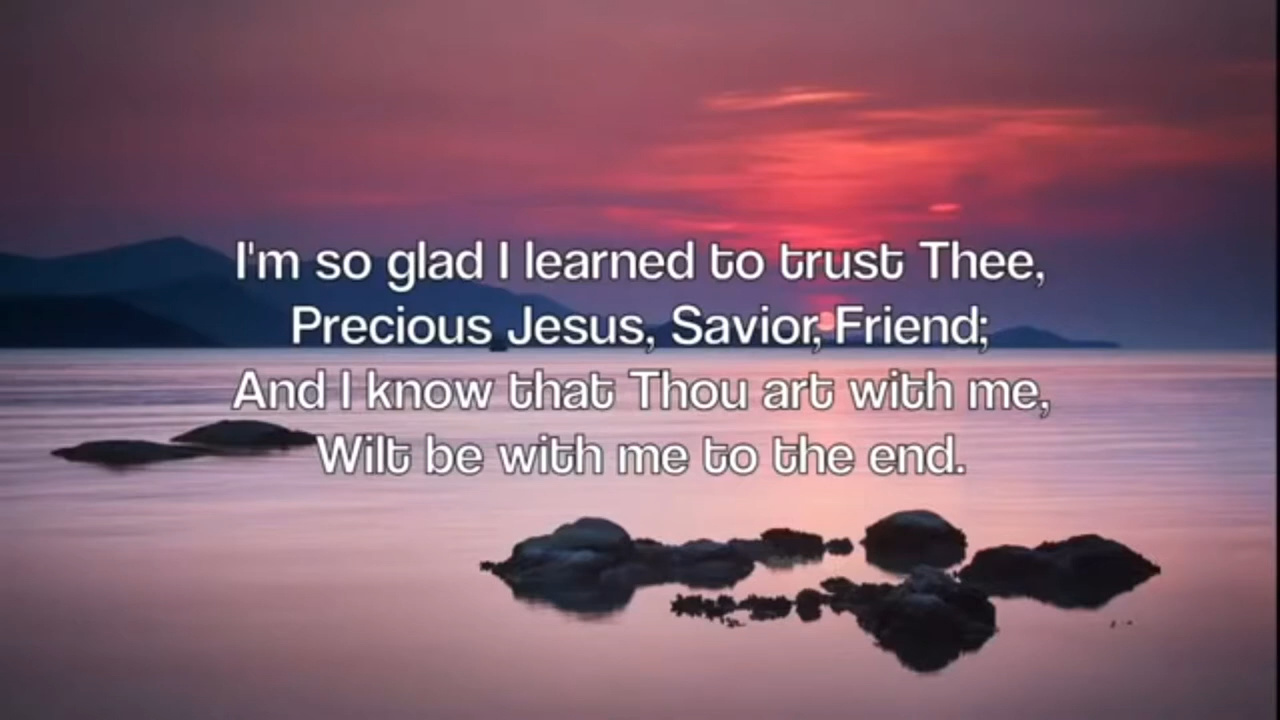 I'm so glad I learned to trust Thee,
Precious Jesus, Savior, Friend;
And I know that Thou art with me,
Wilt be with me to the end.